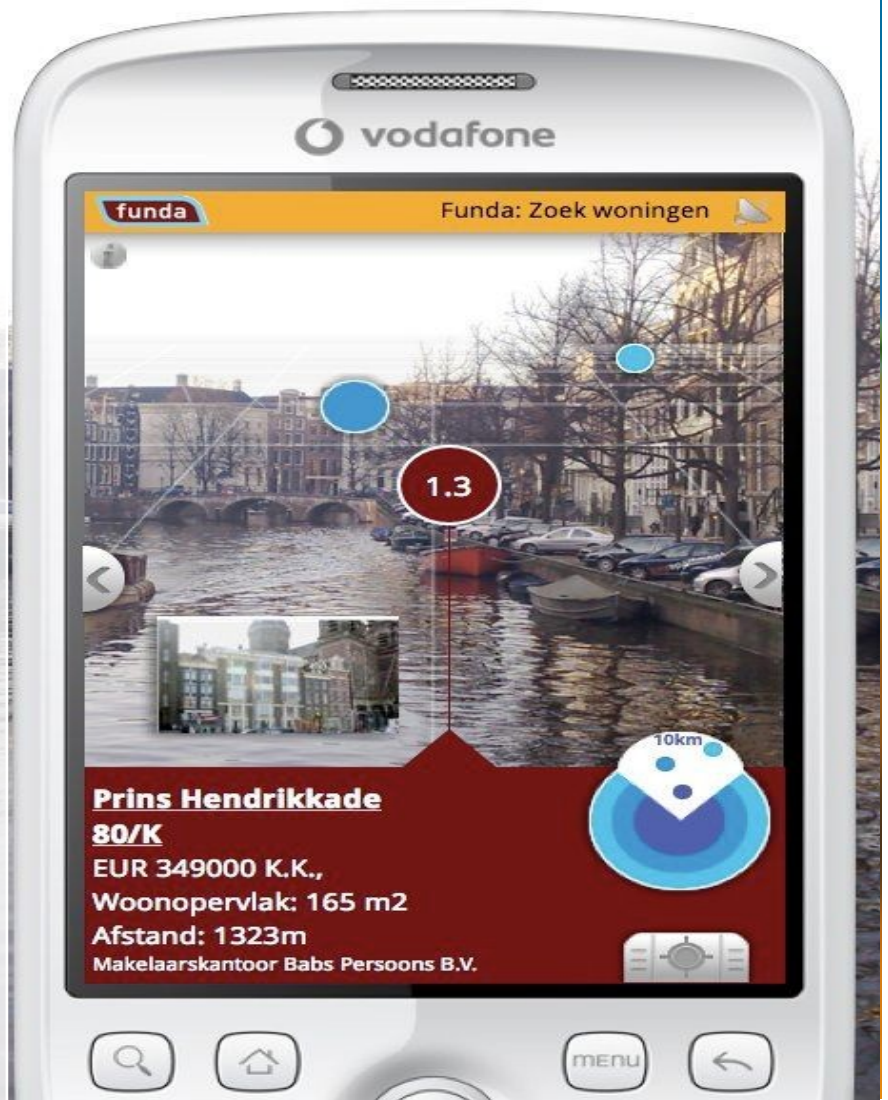 vodafone
funda
Funda: Zoek woningen
i
1.3
10km
Prins Hendrikkade
80/K
EUR 349000 K.K.,
Woonopervlak: 165 m2
Afstand: 1323m
Makelaarskantoor Babs Persoons B.V.
menu